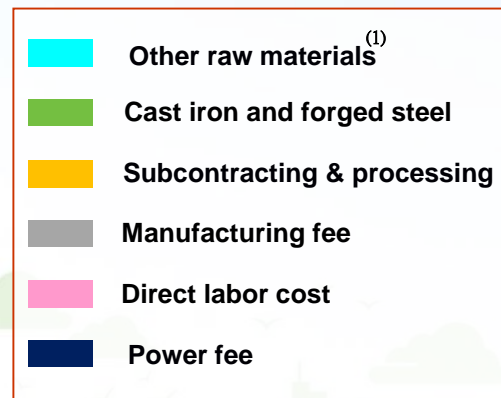 Other raw materials(1)
Cast iron and forged steel
Subcontracting & processing
Manufacturing fee
Direct labor cost
Power fee